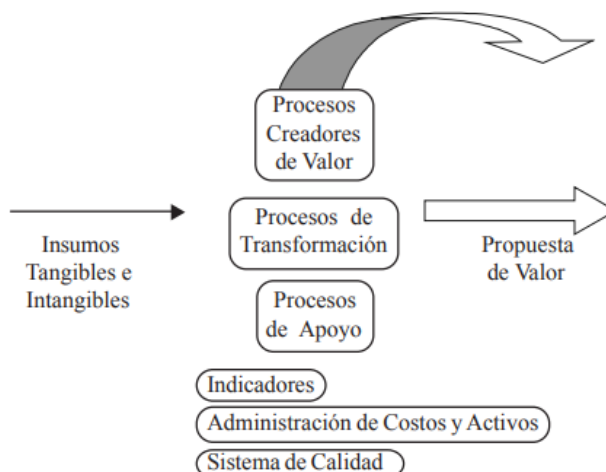 Procesos
Creadores
de Valor
Procesos de
Transformación
Insumos
Tangibles e
Intangibles
Propuesta
de Valor
Procesos
de Apoyo
Indicadores
Administración de Costos y Activos
Sistema de Calidad